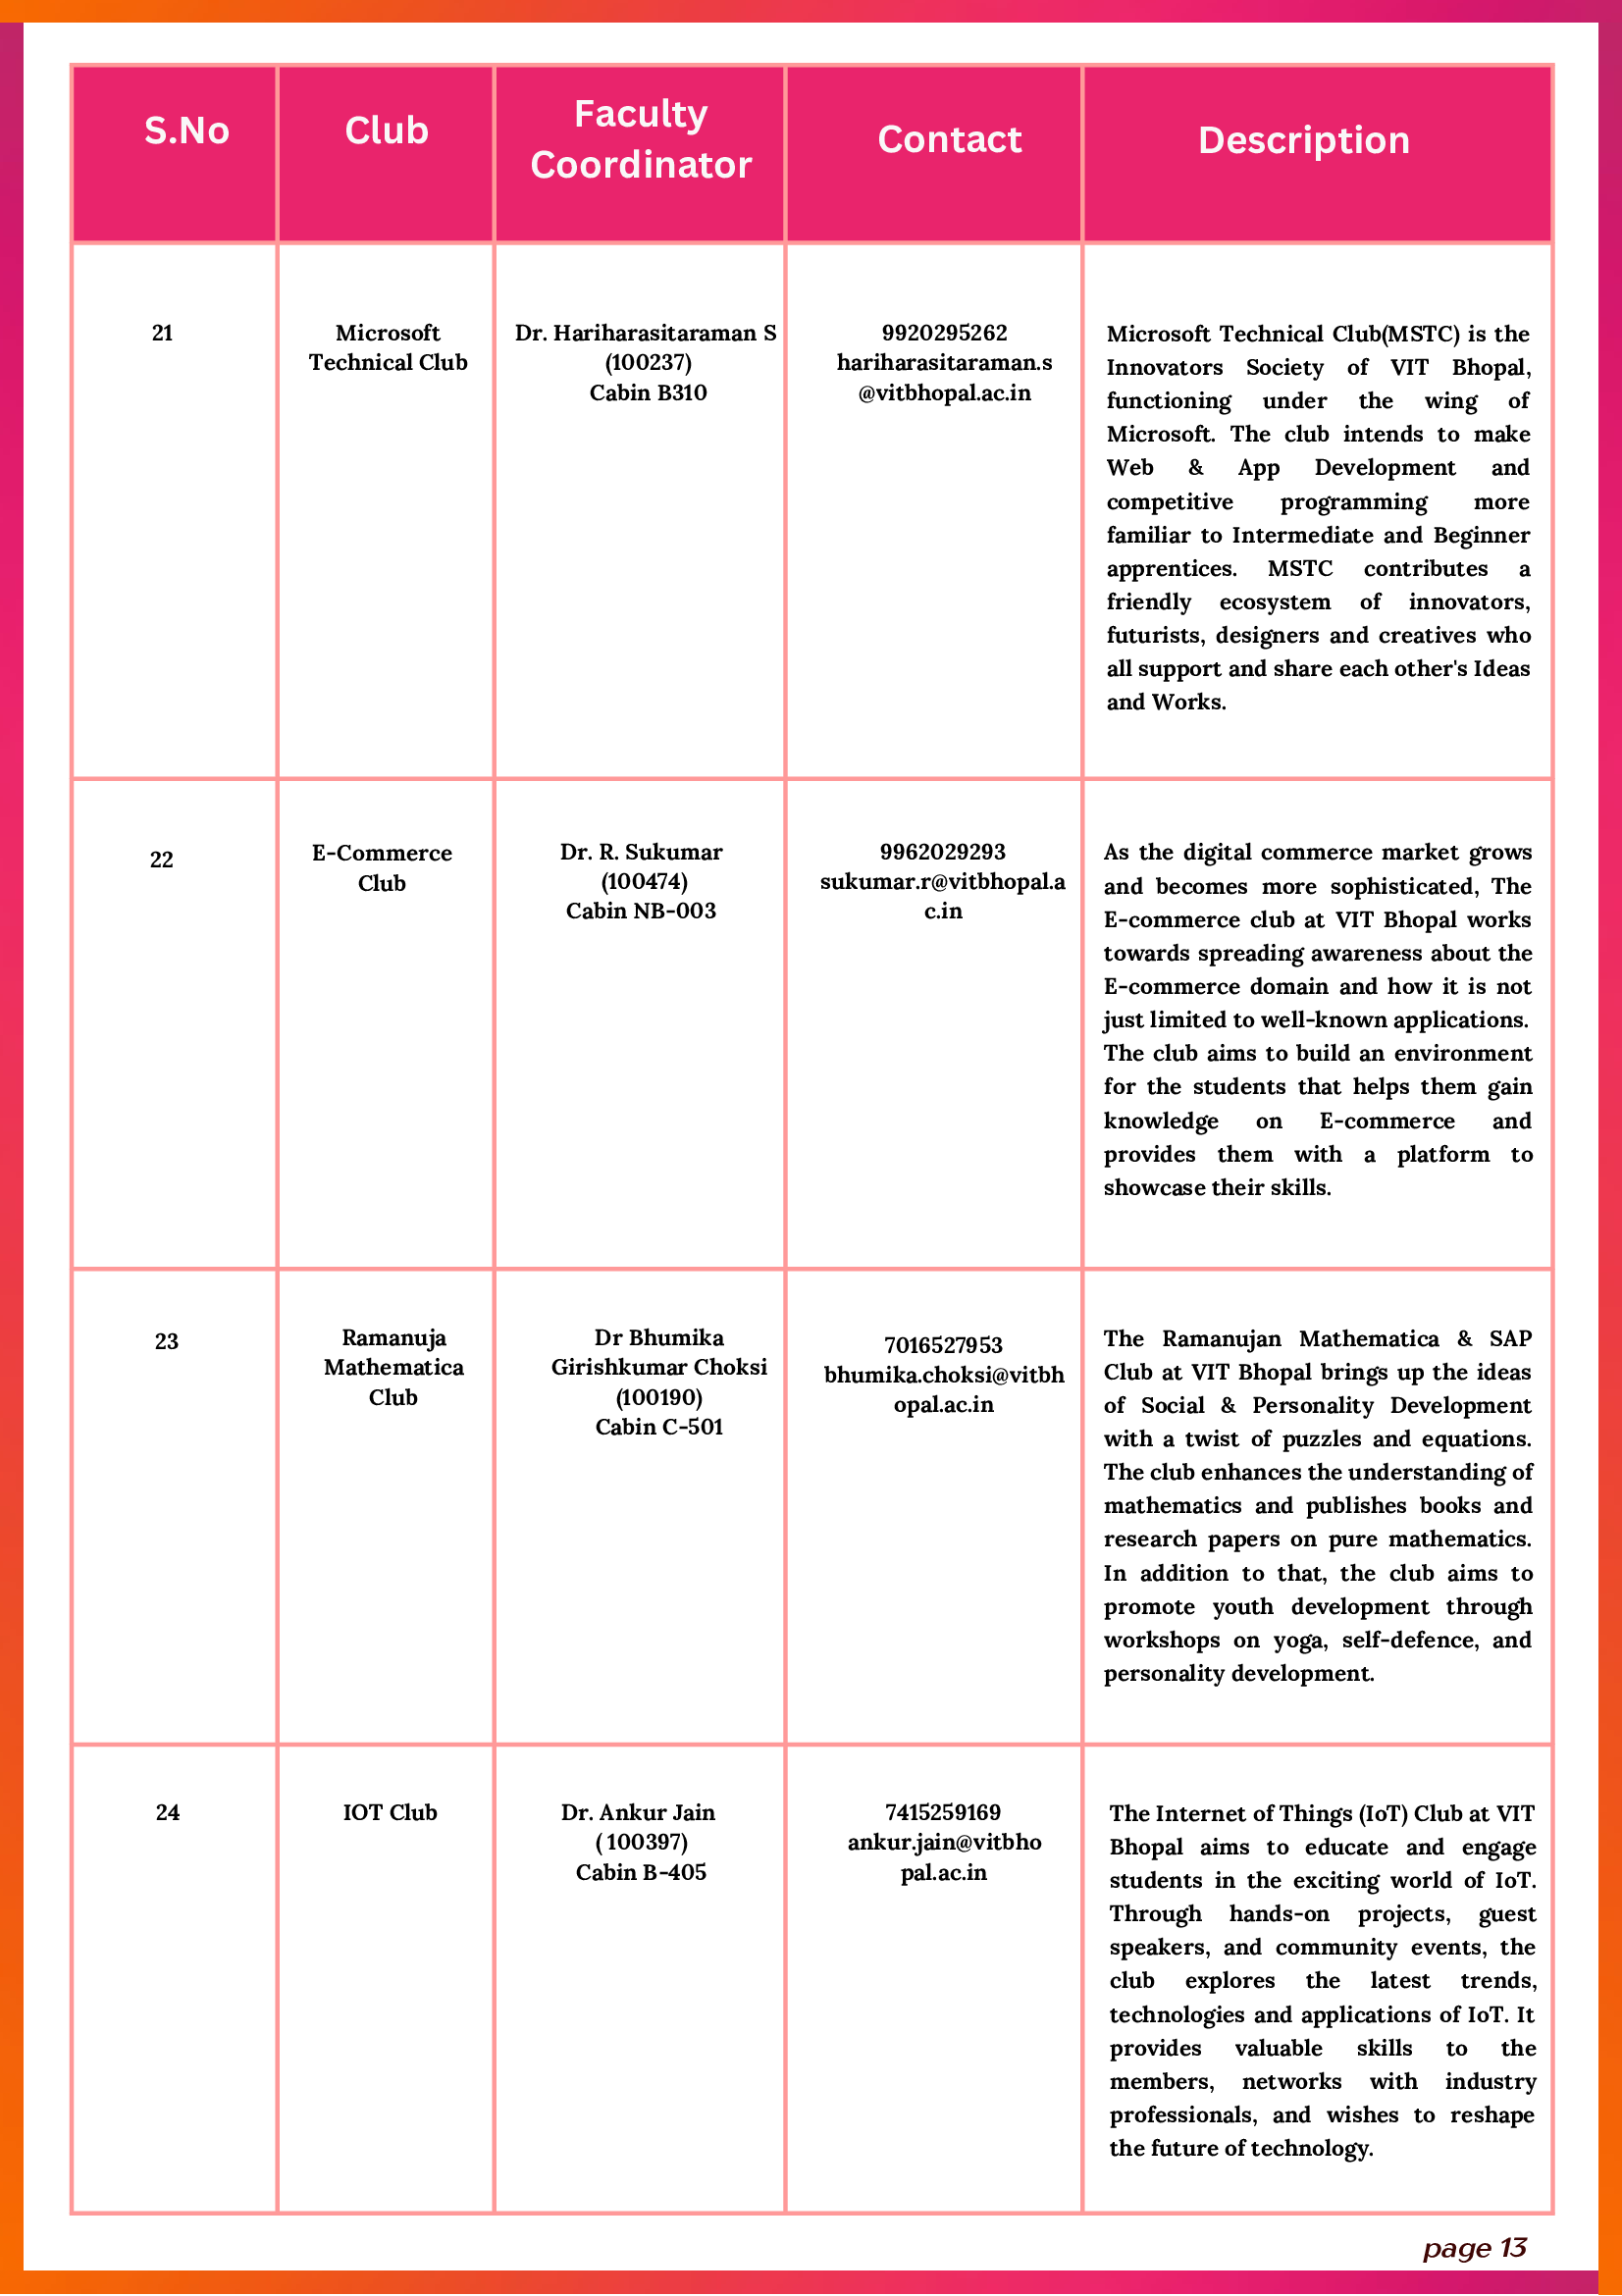 S.No
Club
Faculty
Coordinator
Contact
Description
21
Microsoft
Technical Club
Dr. Hariharasitaraman S
(100237)
Cabin B310
9920295262
hariharasitaraman.s
@vitbhopal.ac.in
Microsoft Technical Club(MSTC) is the
Innovators Society of VIT Bhopal,
functioning under the wing of
Microsoft. The club intends to make
Web & App Development and
competitive programming more
familiar to Intermediate and Beginner
apprentices. MSTC contributes a
friendly ecosystem of innovators,
futurists, designers and creatives who
all support and share each other's Ideas
and Works.
22
E-Commerce
Club
Dr. R. Sukumar
(100474)
Cabin NB-003
9962029293
sukumar.r@vitbhopal.a
c.in
As the digital commerce market grows
and becomes more sophisticated, The
E-commerce club at VIT Bhopal works
towards spreading awareness about the
E-commerce domain and how it is not
just limited to well-known applications.
The club aims to build an environment
for the students that helps them gain
knowledge on E-commerce and
provides them with a platform to
showcase their skills.
23
Ramanuja
Mathematica
Club
Dr Bhumika
Girishkumar Choksi
(100190)
Cabin C-501
7016527953
bhumika.choksi@vitbh
opal.ac.in
The Ramanujan Mathematica & SAP
Club at VIT Bhopal brings up the ideas
of Social & Personality Development
with a twist of puzzles and equations.
The club enhances the understanding of
mathematics and publishes books and
research papers on pure mathematics.
In addition to that, the club aims to
promote youth development through
workshops on yoga, self-defence, and
personality development.
24
IOT Club
Dr. Ankur Jain
( 100397)
Cabin B-405
7415259169
ankur.jain@vitbho
pal.ac.in
The Internet of Things (IoT) Club at VIT
Bhopal aims to educate and engage
students in the exciting world of IoT.
Through hands-on projects, guest
speakers, and community events, the
club explores the latest trends,
technologies and applications of IoT. It
provides valuable skills to the
members, networks with industry
professionals, and wishes to reshape
the future of technology.
page 13